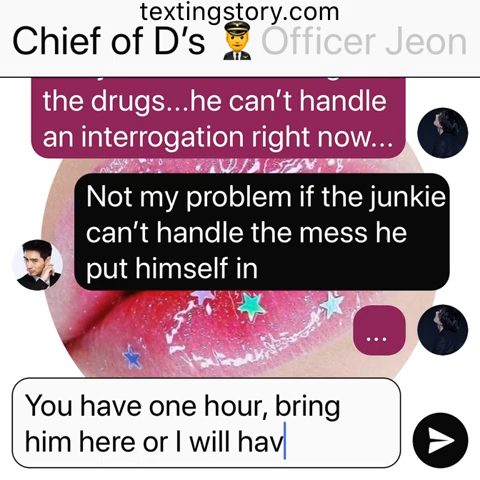 textingstory.com
Chief of D's 👮 Officer Jeon
the drugs...he can't handle
an interrogation right now...
Not my problem if the junkie
can't handle the mess he
put himself in
...
You have one hour, bring
him here or I will hav